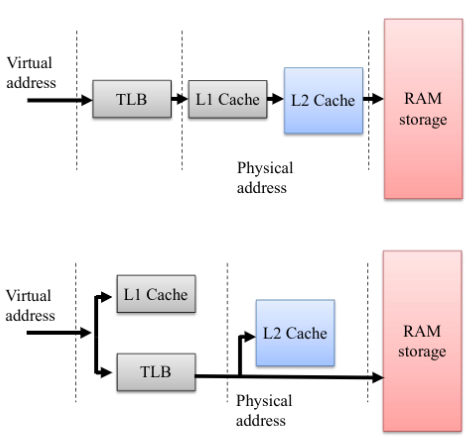 Virtual
address
TLB
L1 Cache
L2 Cache
RAM
storage
Physical
address
Virtual
address
L1 Cache
TLB
L2 Cache
RAM
storage
Physical
address